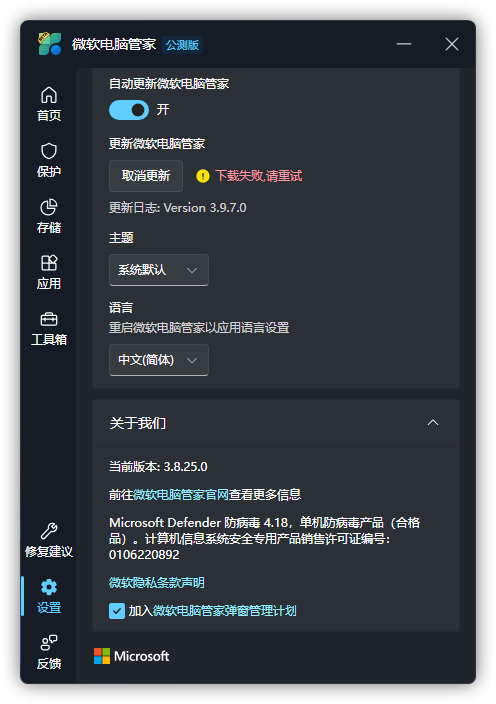 微软电脑管家 公测版
首页
保护
存储
应用
工具箱
修复建议
设置
反馈
自动更新微软电脑管家
开
更新微软电脑管家
取消更新
下载失败,请重试
更新日志: Version 3.9.7.0
主题
系统默认
语言
重启微软电脑管家以应用语言设置
中文(简体)
关于我们
当前版本: 3.8.25.0
前往微软电脑管家官网查看更多信息
Microsoft Defender 防病毒 4.18，单机防病毒产品（合格
品）。计算机信息系统安全专用产品销售许可证编号：
0106220892
微软隐私条款声明
加入微软电脑管家弹窗管理计划
Microsoft